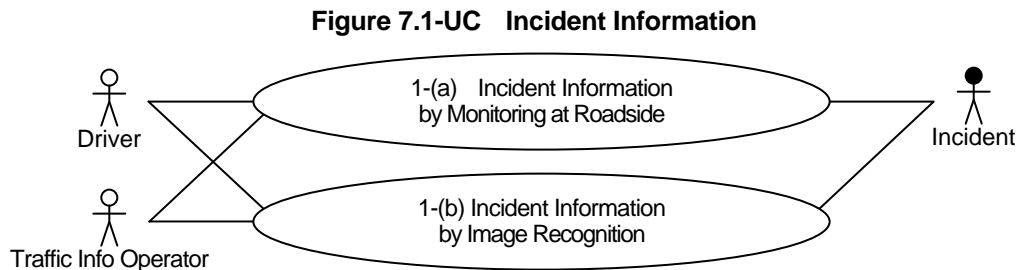 Figure 7.1-UC Incident Information
1-(a) Incident Information
by Monitoring at Roadside
Driver
Incident
1-(b) Incident Information
by Image Recognition
Traffic Info Operator